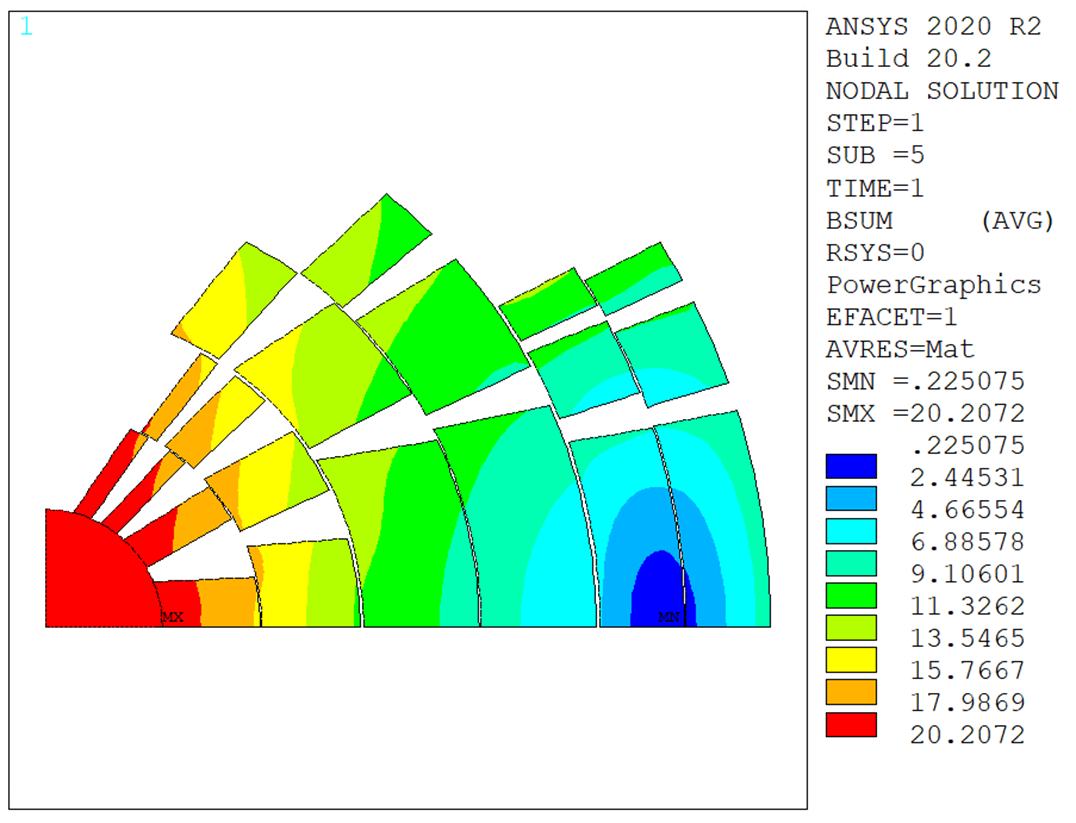 1
ANSYS 2020 R2
Build 20.2
NODAL SOLUTION
STEP=1
SUB =5
TIME=1
BSUM (AVG)
RSYS=0
PowerGraphics
EFACET=1
AVRES=Mat
SMN =.225075
SMX =20.2072
.225075
2.44531
4.66554
6.88578
9.10601
11.3262
13.5465
15.7667
17.9869
20.2072
MX
MN